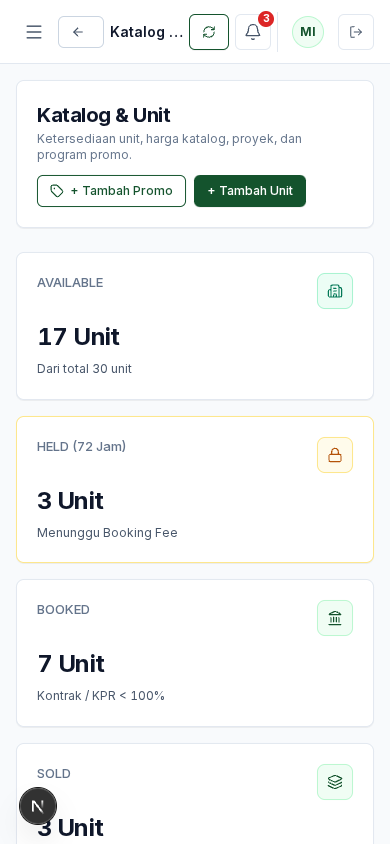 Katalog ...
3
MI
Katalog & Unit
Ketersediaan unit, harga katalog, proyek, dan
program promo.
+ Tambah Promo
+ Tambah Unit
AVAILABLE
17 Unit
Dari total 30 unit
HELD (72 Jam)
3 Unit
Menunggu Booking Fee
BOOKED
7 Unit
Kontrak / KPR < 100%
SOLD
3 Unit
N